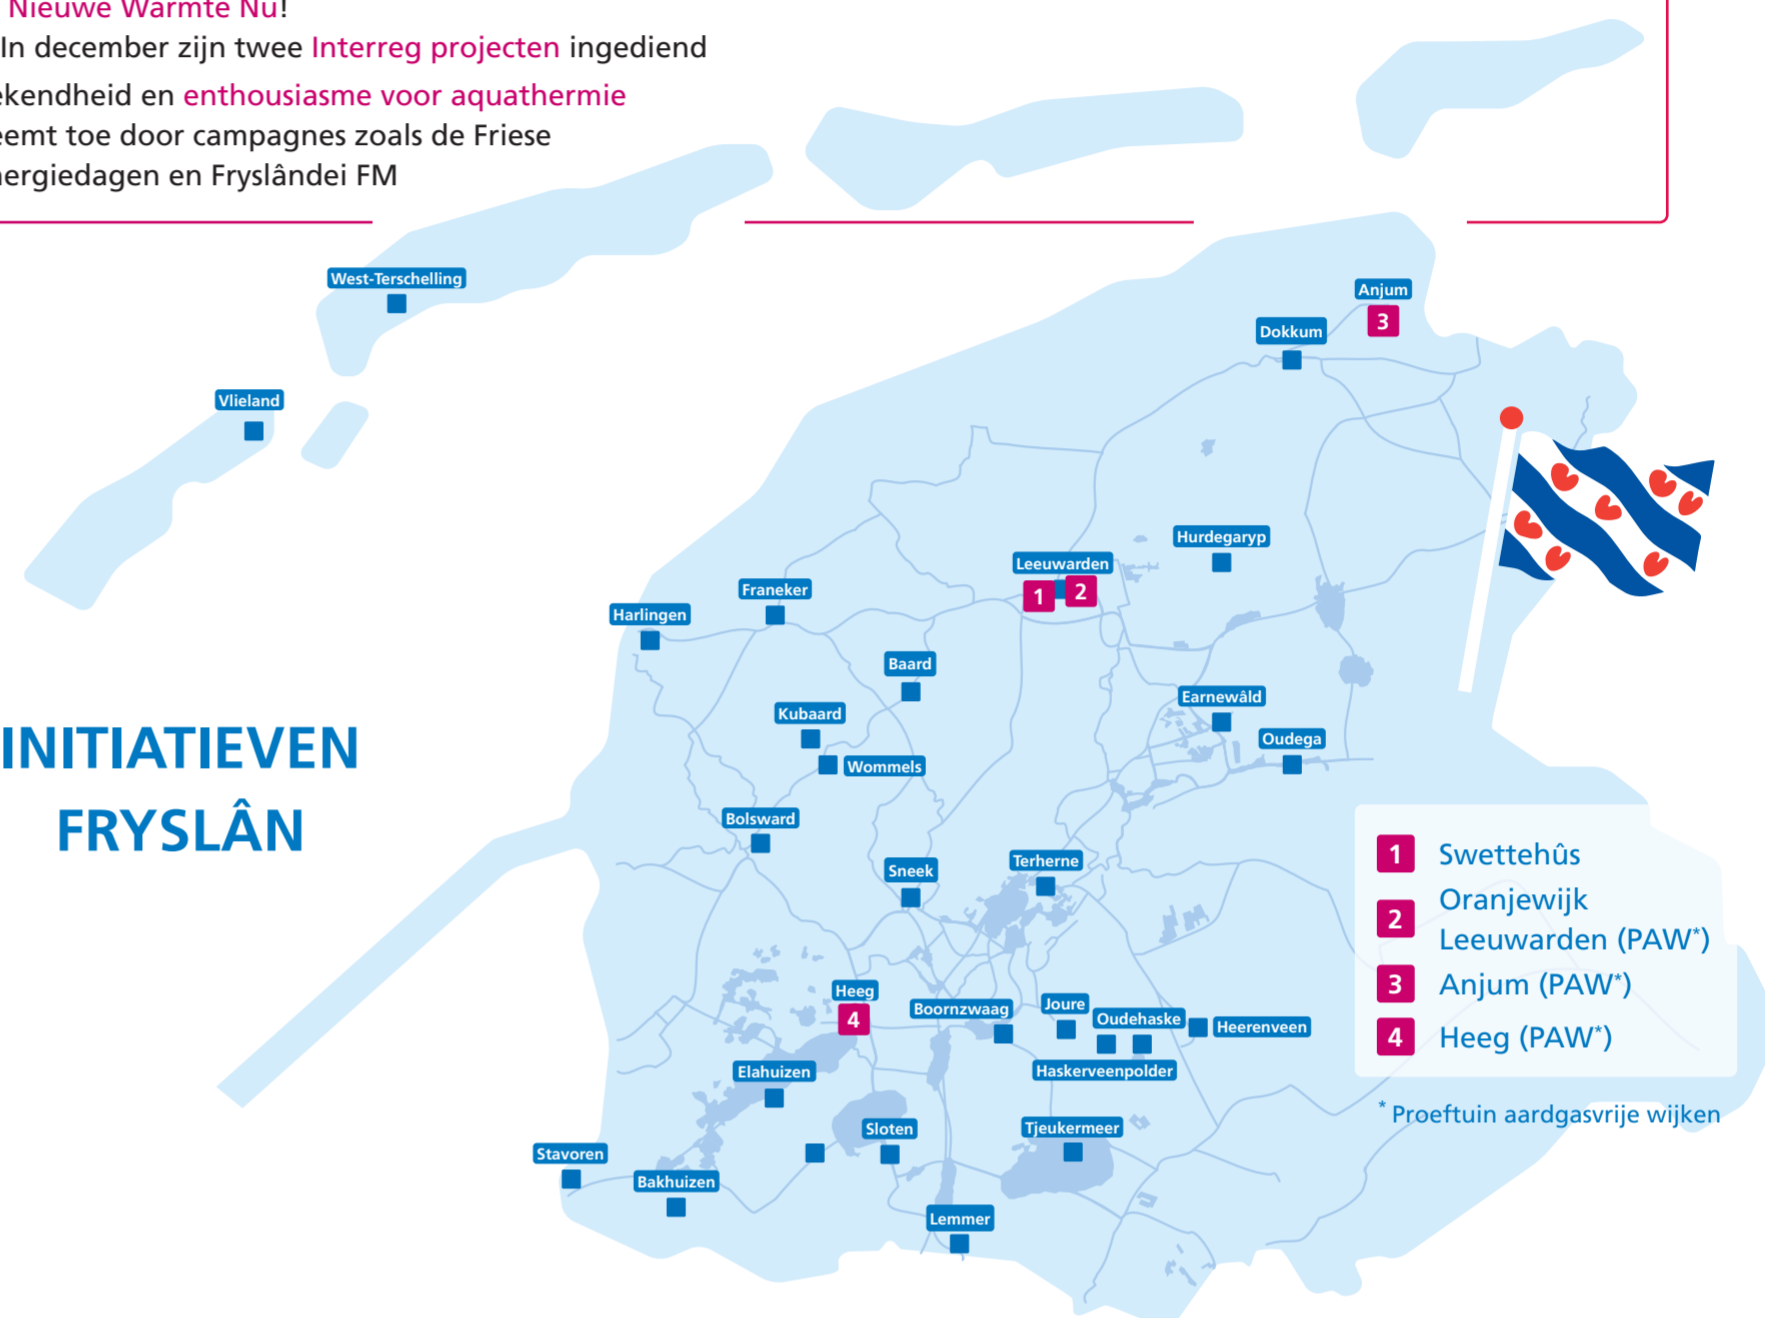 Nieuwe Warmte Nu!
In december zijn twee Interreg projecten ingediend
ekendheid en enthousiasme voor aquathermie
eemt toe door campagnes zoals de Friese
nergiedagen en Fryslândei FM
West-Terschelling
Anjum
3
Dokkum
Vlieland
Hurdegaryp
Leeuwarden
1
2
Franeker
Harlingen
Baard
Earnewâld
Kubaard
Oudega
Wommels
INITIATIEVEN
FRYSLÂN
Bolsward
Sneek
Terherne
1 Swettehûs
2 Oranjewijk
Leeuwarden (PAW*)
3 Anjum (PAW*)
4 Heeg (PAW*)
Heeg
4
Boornzwaag
Joure
Oudehaske
Heerenveen
Haskerveenpolder
Elahuizen
* Proeftuin aardgasvrije wijken
Sloten
Tjeukermeer
Stavoren
Bakhuizen
Lemmer